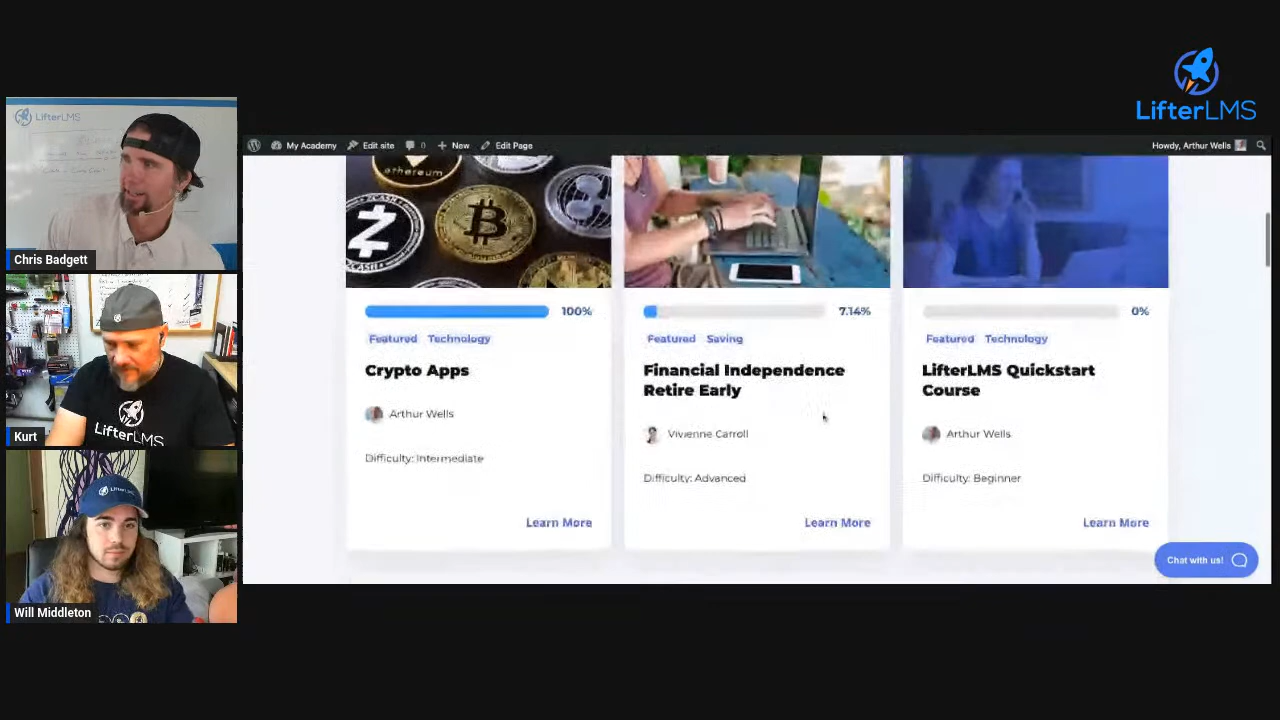 LifterLMS
LifterLMS
Chris Badgett
LifterLMS
Kurt
Will Middleton
My Academy
Edit site
0
New
Edit Page
Howdy, Arthur Wells
ethereum
ZCASH
100%
Featured Technology
Crypto Apps
Arthur Wells
Difficulty: Intermediate
Learn More
7.14%
Featured Saving
Financial Independence
Retire Early
Vivienne Carroll
Difficulty: Advanced
Learn More
0%
Featured Technology
LifterLMS Quickstart
Course
Arthur Wells
Difficulty: Beginner
Learn More
Chat with us!